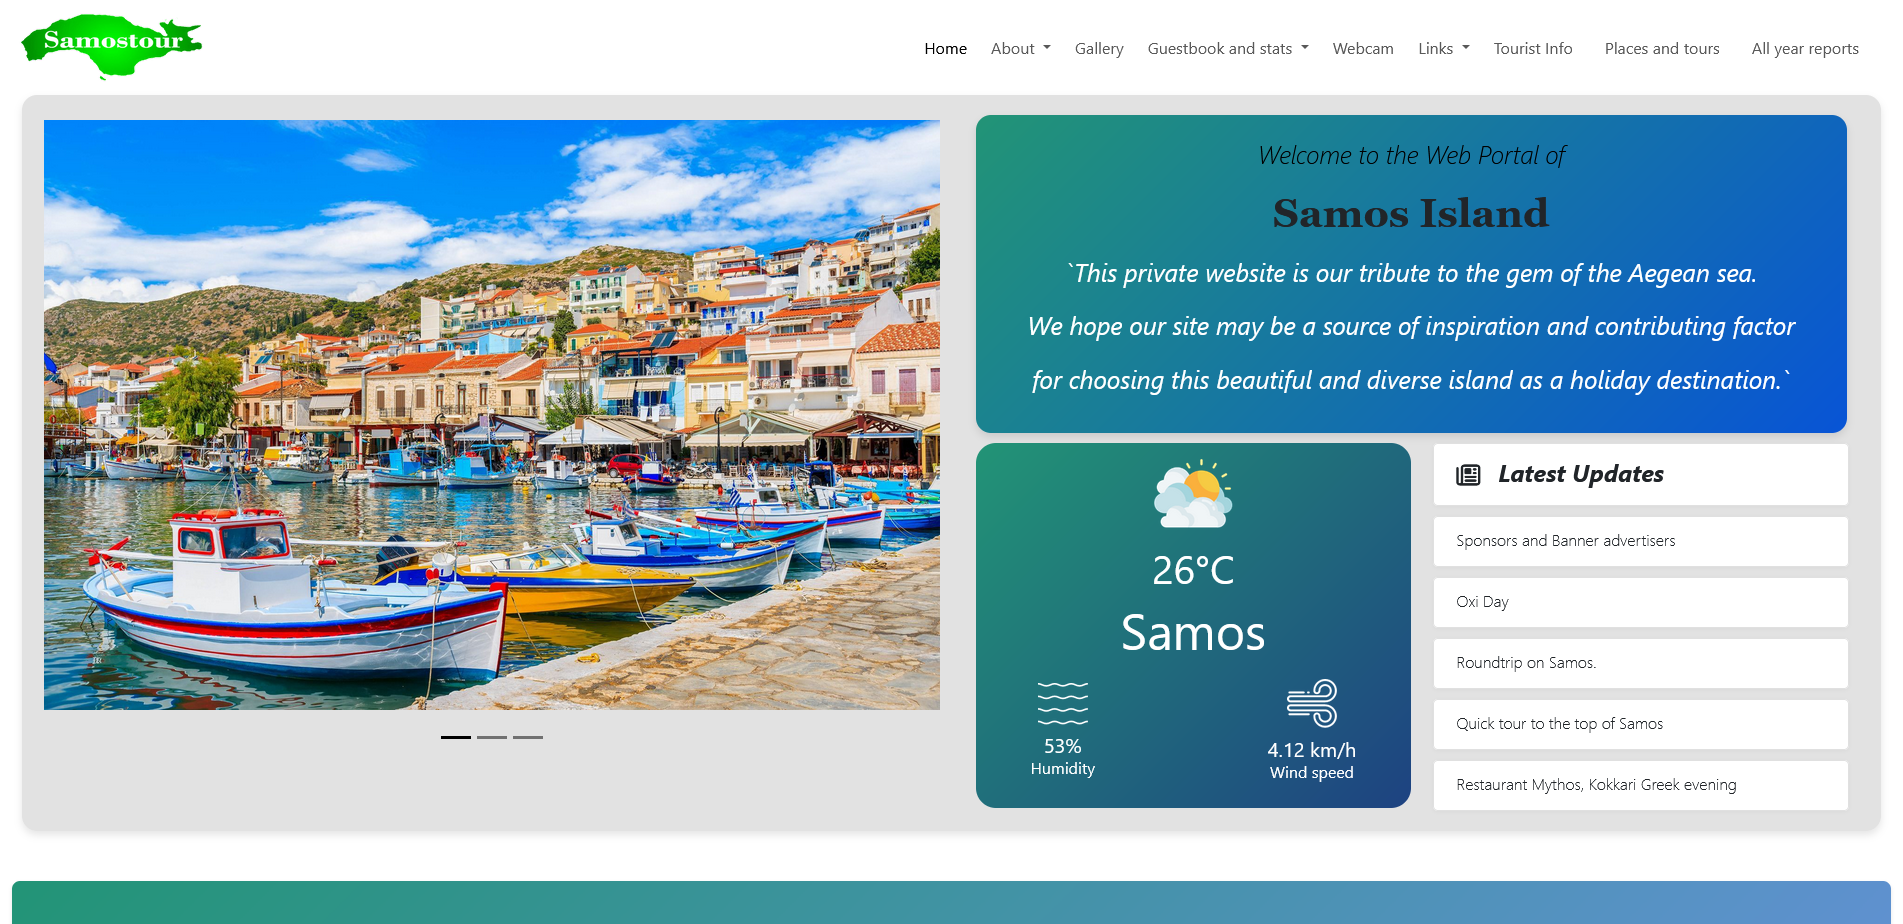 Samostour
Home
About
Gallery
Guestbook and stats
Webcam
Links
Tourist Info
Places and tours
All year reports
Welcome to the Web Portal of
Samos Island
`This private website is our tribute to the gem of the Aegean sea.
We hope our site may be a source of inspiration and contributing factor
for choosing this beautiful and diverse island as a holiday destination.`
26°C
Samos
53%
Humidity
4.12 km/h
Wind speed
Latest Updates
Sponsors and Banner advertisers
Oxi Day
Roundtrip on Samos.
Quick tour to the top of Samos
Restaurant Mythos, Kokkari Greek evening